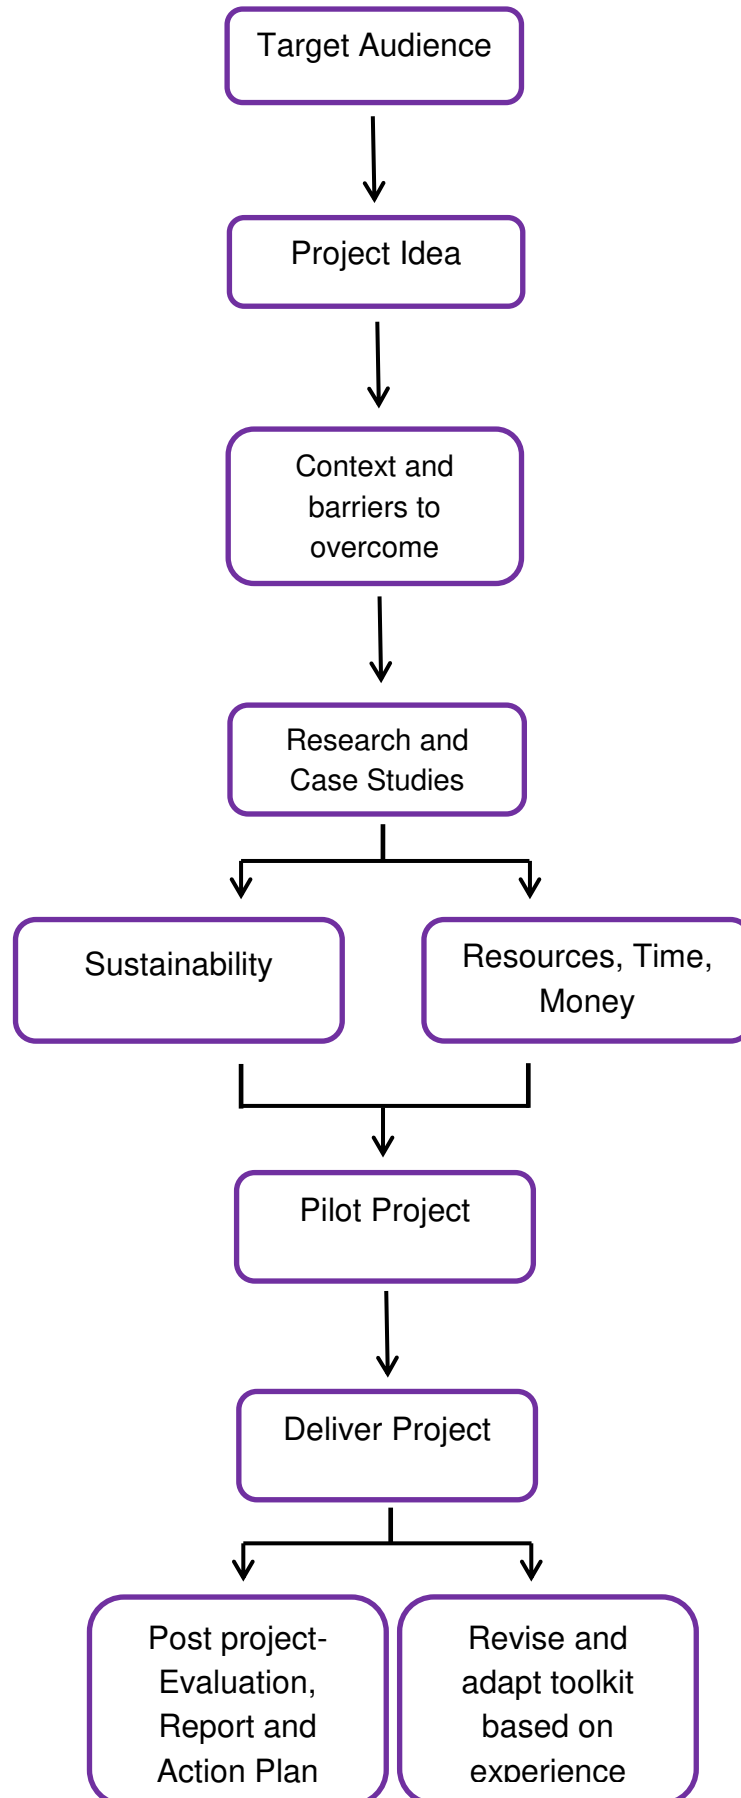 Target Audience
Project Idea
Context and
barriers to
overcome
Research and
Case Studies
Sustainability
Resources, Time,
Money
Pilot Project
Deliver Project
Post project-
Evaluation,
Report and
Action Plan
Revise and
adapt toolkit
based on
experience